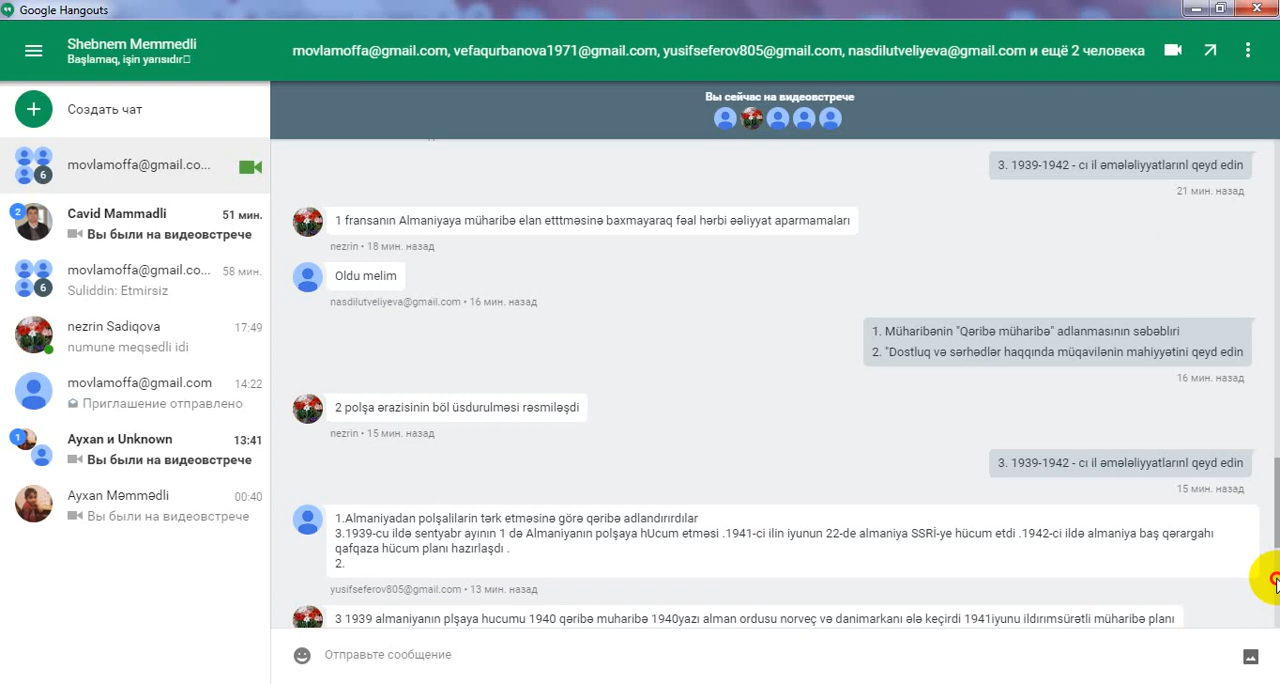 Google Hangouts
Shebnem Memmedli
Başlamaq, işin yarısıdır
movlamoffa@gmail.com, vefaqurbanova1971@gmail.com, yusifseferov805@gmail.com, nasdilutveliyeva@gmail.com и ещё 2 человека
Создать чат
movlamoffa@gmail.co...
6
2
Cavid Mammadli
51 мин.
Вы были на видеовстрече
movlamoffa@gmail.co...
58 мин.
6
Suliddin: Etmirsiz
nezrin Sadiqova
17:49
numune meqsedli idi
movlamoffa@gmail.com
14:22
Приглашение отправлено
1
Ayxan и Unknown
13:41
Вы были на видеовстрече
Ayxan Məmmədli
00:40
Вы были на видеовстрече
Вы сейчас на видеовстрече
3. 1939-1942 - cı il əmələliyyatlarınl qeyd edin
21 мин. назад
1 fransanın Almaniyaya müharibə elan etttməsinə baxmayaraq fəal hərbi əəliyyat aparmamaları
nezrin • 18 мин. назад
Oldu melim
nasdilutveliyeva@gmail.com • 16 мин. назад
1. Müharibənin "Qəribə müharibə" adlanmasının səbəblıri
2. "Dostluq və sərhədlər haqqında müqavilənin mahiyyətini qeyd edin
16 мин. назад
2 polşa ərazisinin böl üsdurulməsi rəsmiləşdi
nezrin • 15 мин. назад
3. 1939-1942 - cı il əmələliyyatlarınl qeyd edin
15 мин. назад
1.Almaniyadan polşalilarin tərk etməsinə görə qəribə adlandırırdılar
3.1939-cu ildə sentyabr ayının 1 də Almaniyanın polşaya hUcum etməsi .1941-ci ilin iyunun 22-de almaniya SSRİ-ye hücum etdi .1942-ci ildə almaniya baş qərargahı
qafqaza hücum planı hazırlaşdı .
2.
yusifseferov805@gmail.com • 13 мин. назад
3 1939 almaniyanın plşaya hucumu 1940 qəribə muharibə 1940yazı alman ordusu norveç və danimarkanı ələ keçirdi 1941iyunu ildırımsürətli müharibə planı
Отправьте сообщение